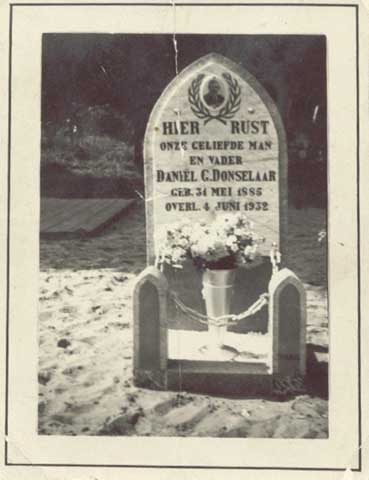 HIER RUST
ONZE GELIEFDE MAN
EN VADER
DANIËL G. DONSELAAR
GEB. 31 MEI 1885
OVERL. 4 JUNI 1932